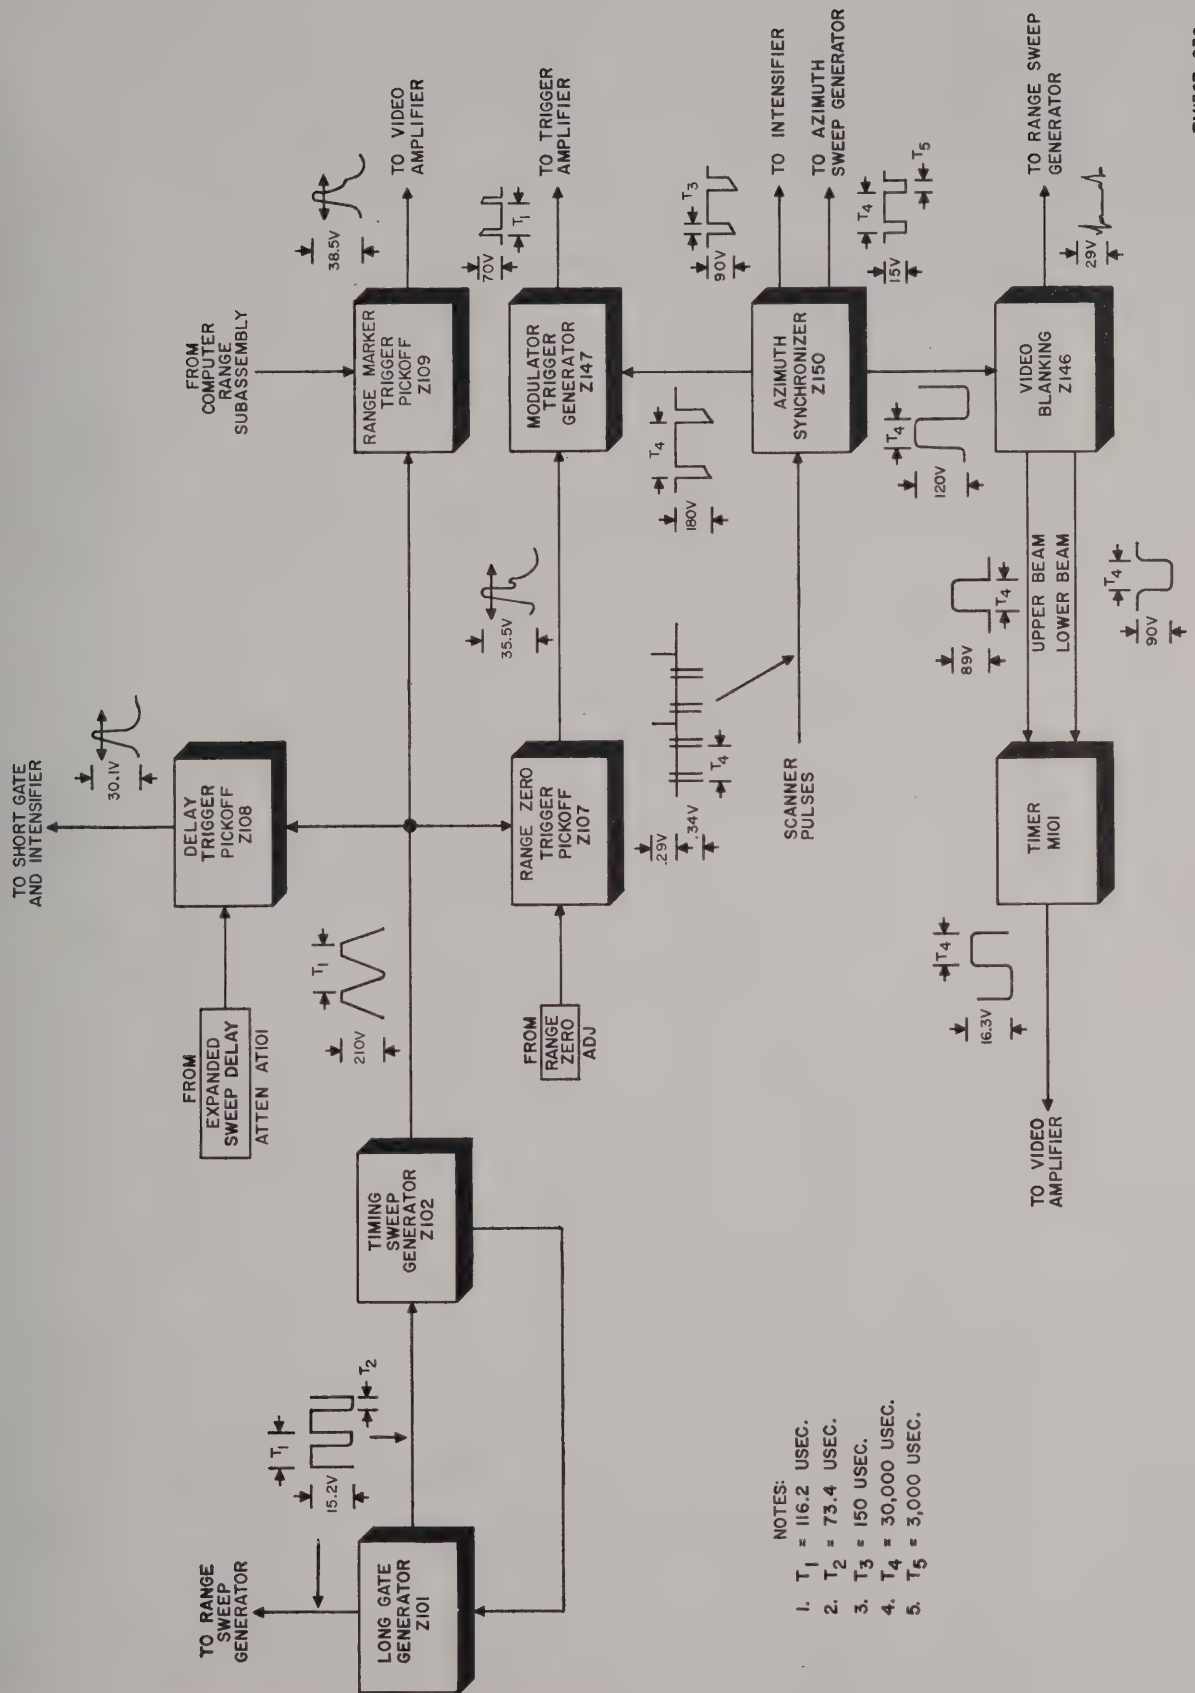 TO RANGE
SWEEP
GENERATOR
LONG GATE
GENERATOR
Z101
15.2V
T1
T2
TIMING
SWEEP
GENERATOR
Z102
210V
T1
FROM
EXPANDED
SWEEP DELAY
ATTEN AT101
TO SHORT GATE
AND INTENSIFIER
DELAY
TRIGGER
PICKOFF
Z108
30.1V
FROM
RANGE
ZERO
ADJ
RANGE ZERO
TRIGGER
PICKOFF
Z107
35.5V
FROM
COMPUTER
RANGE
SUBASSEMBLY
RANGE MARKER
TRIGGER
PICKOFF
Z109
38.5V
TO VIDEO
AMPLIFIER
MODULATOR
TRIGGER
GENERATOR
Z147
70V
T1
TO TRIGGER
AMPLIFIER
180V
T4
.29V
.34V
T4
SCANNER
PULSES
AZIMUTH
SYNCHRONIZER
Z150
90V
T3
TO INTENSIFIER
TO AZIMUTH
SWEEP GENERATOR
15V
T4
T5
120V
T4
VIDEO
BLANKING
Z146
29V
TO RANGE SWEEP
GENERATOR
89V
T4
UPPER BEAM
LOWER BEAM
90V
T4
TIMER
M101
16.3V
T4
TO VIDEO
AMPLIFIER
NOTES:
1. T1 = 116.2 USEC.
2. T2 = 73.4 USEC.
3. T3 = 150 USEC.
4. T4 = 30,000 USEC.
5. T5 = 3,000 USEC.